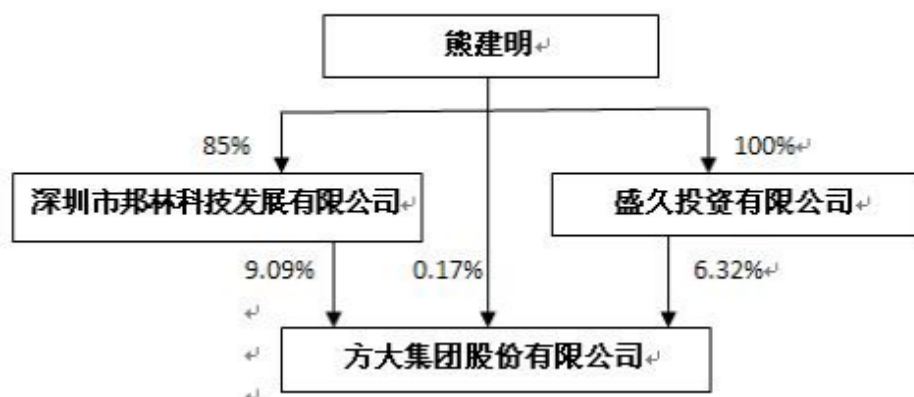 熊建明
85%
100%
深圳市邦林科技发展有限公司
盛久投资有限公司
9.09%
0.17%
6.32%
方大集团股份有限公司